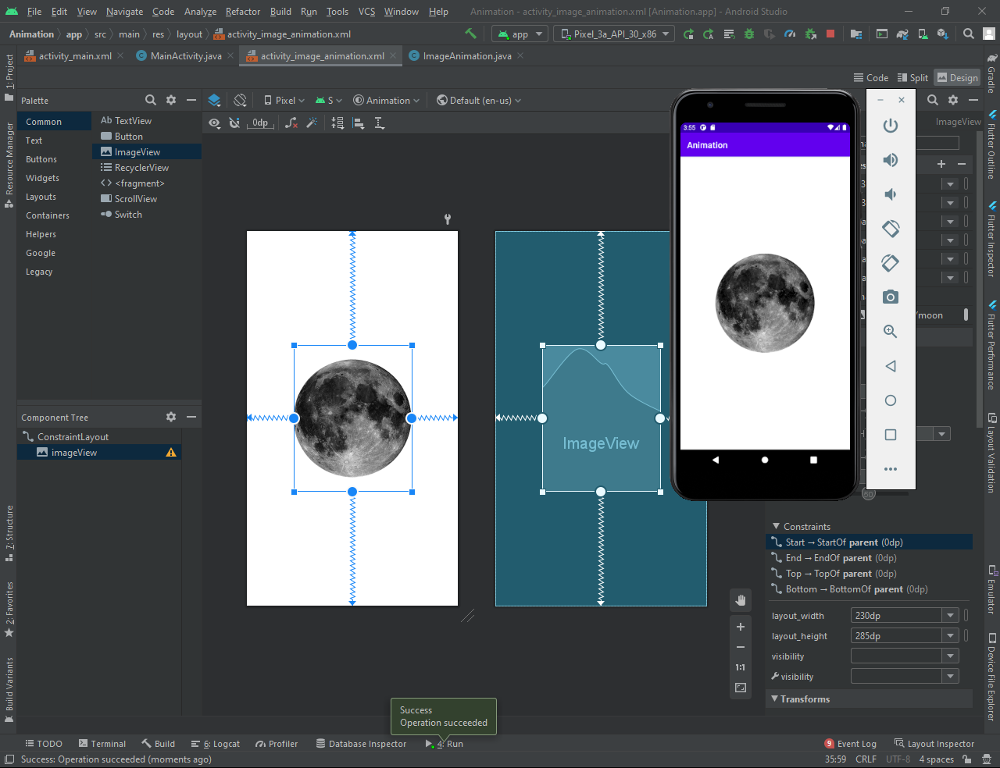 File Edit View Navigate Code Analyze Refactor Build Run Tools VCS Window Help Animation - activity_image_animation.xml [Animation.app] - Android Studio
Animation app src main res layout activity_image_animation.xml app Pixel_3a_API_30_x86
activity_main.xml MainActivity.java activity_image_animation.xml ImageAnimation.java
Code Split Design
Palette Pixel S Animation Default (en-us)
0dp
Common
Text
Buttons
Widgets
Layouts
Containers
Helpers
Google
Legacy
Ab TextView
Button
ImageView
RecyclerView
<fragment>
ScrollView
Switch
Component Tree
ConstraintLayout
imageView
1: Project
Resource Manager
7: Structure
2: Favorites
Build Variants
ImageView
3:55
Animation
ImageView
/moon
50
Constraints
Start → StartOf parent (0dp)
End → EndOf parent (0dp)
Top → TopOf parent (0dp)
Bottom → BottomOf parent (0dp)
layout_width 230dp
layout_height 285dp
visibility
visibility
Transforms
1:1
Gradle
Flutter Outline
Flutter Inspector
Flutter Performance
Layout Validation
Emulator
Device File Explorer
Success
Operation succeeded
TODO Terminal Build 6: Logcat Profiler Database Inspector 4: Run 9 Event Log Layout Inspector
Success: Operation succeeded (moments ago) 35:59 CRLF UTF-8 4 spaces